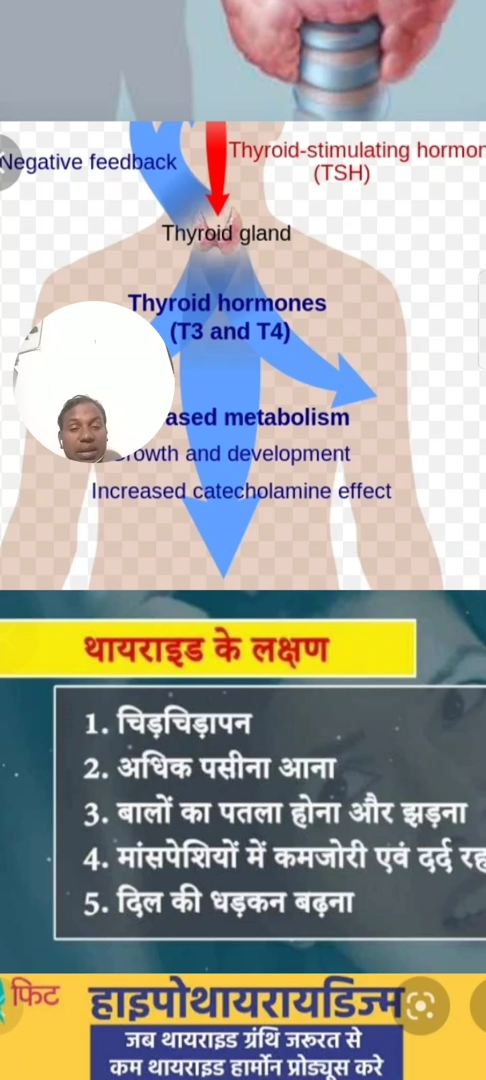 Negative feedback
Thyroid-stimulating hormon
(TSH)
Thyroid gland
Thyroid hormones
(T3 and T4)
ased metabolism
rowth and development
Increased catecholamine effect
थायराइड के लक्षण
1. चिड़चिड़ापन
2. अधिक पसीना आना
3. बालों का पतला होना और झड़ना
4. मांसपेशियों में कमजोरी एवं दर्द रह
5. दिल की धड़कन बढ़ना
फिट
हाइपोथायरायडिज्म
जब थायराइड ग्रंथि जरूरत से
कम थायराइड हार्मोन प्रोड्यूस करे